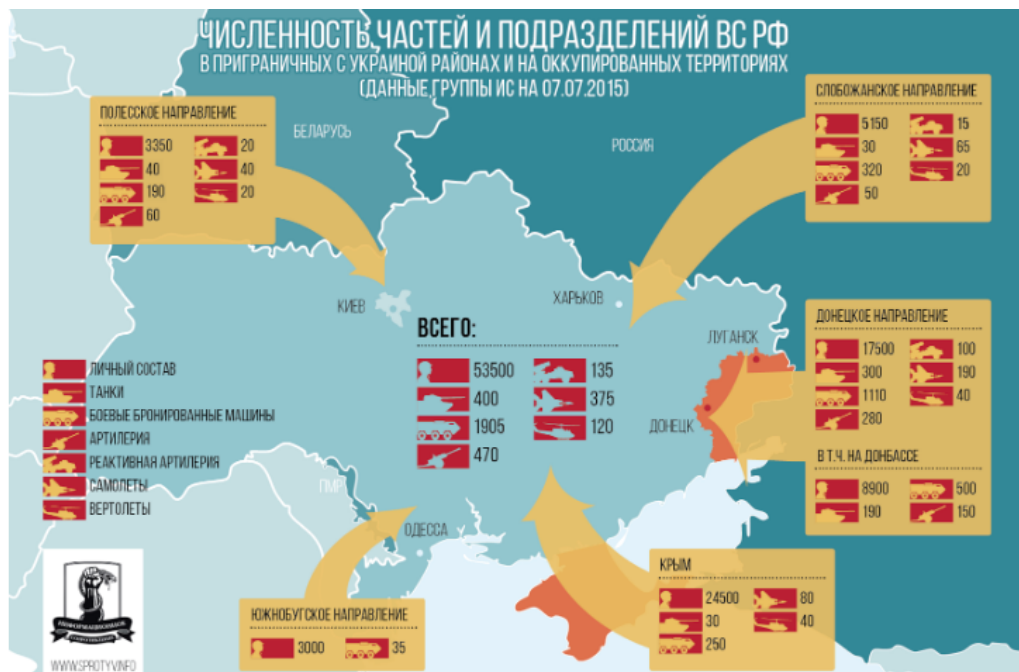 ЧИСЛЕННОСТЬ ЧАСТЕЙ И ПОДРАЗДЕЛЕНИЙ ВС РФ
В ПРИГРАНИЧНЫХ С УКРАИНОЙ РАЙОНАХ И НА ОККУПИРОВАННЫХ ТЕРРИТОРИЯХ
(ДАННЫЕ ГРУППЫ ИС НА 07.07.2015)
ПОЛЕССКОЕ НАПРАВЛЕНИЕ
3350 20
40 40
190 20
60
БЕЛАРУСЬ
РОССИЯ
СЛОБОЖАНСКОЕ НАПРАВЛЕНИЕ
5150 15
30 65
320 20
50
КИЕВ
ХАРЬКОВ
ЛУГАНСК
ДОНЕЦК
ВСЕГО:
53500 135
400 375
1905 120
470
ДОНЕЦКОЕ НАПРАВЛЕНИЕ
17500 100
300 190
1110 40
280
В Т.Ч. НА ДОНБАССЕ
8900 500
190 150
ЛИЧНЫЙ СОСТАВ
ТАНКИ
БОЕВЫЕ БРОНИРОВАННЫЕ МАШИНЫ
АРТИЛЕРИЯ
РЕАКТИВНАЯ АРТИЛЕРИЯ
САМОЛЕТЫ
ВЕРТОЛЕТЫ
ПМР
ОДЕССА
КРЫМ
24500 80
30 40
250
ЮЖНОБУГСКОЕ НАПРАВЛЕНИЕ
3000 35
WWW.SPROTYV.INFO